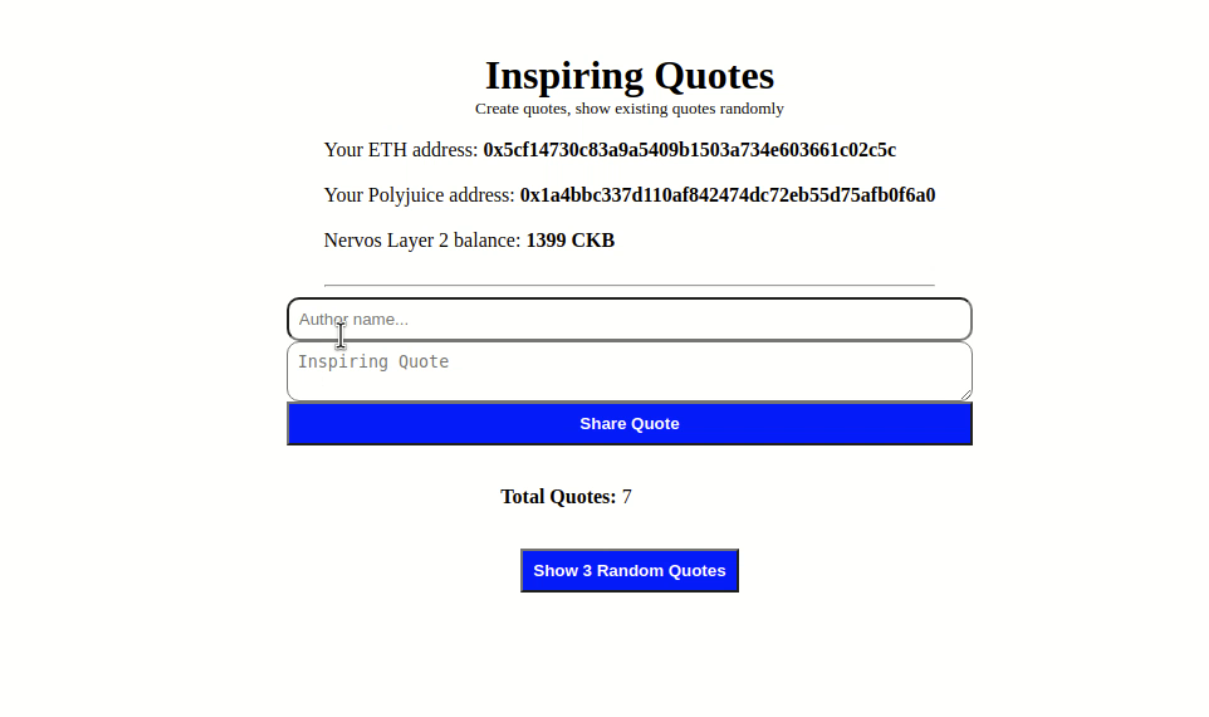 Inspiring Quotes
Create quotes, show existing quotes randomly
Your ETH address: 0x5cf14730c83a9a5409b1503a734e603661c02c5c
Your Polyjuice address: 0x1a4bbc337d110af842474dc72eb55d75afb0f6a0
Nervos Layer 2 balance: 1399 CKB
Author name...
Inspiring Quote
Share Quote
Total Quotes: 7
Show 3 Random Quotes